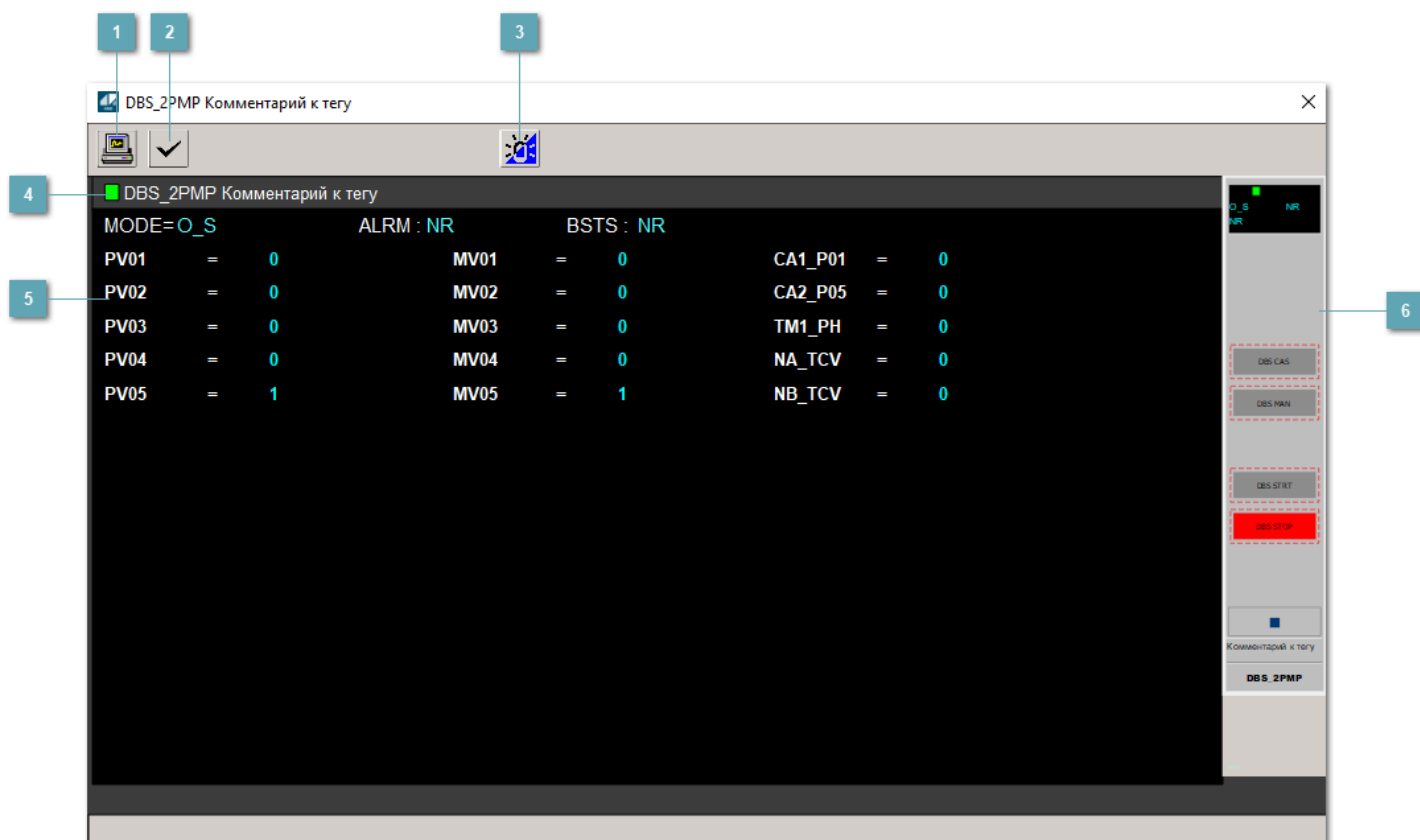 1 2 3
DBS_2PMP Комментарий к тегу
4
DBS_2PMP Комментарий к тегу
MODE=O_S ALRM : NR BSTS : NR
PV01 = 0 MV01 = 0 CA1_P01 = 0
5
PV02 = 0 MV02 = 0 CA2_P05 = 0
PV03 = 0 MV03 = 0 TM1_PH = 0
PV04 = 0 MV04 = 0 NA_TCV = 0
PV05 = 1 MV05 = 1 NB_TCV = 0
O_S NR
NR
6
DBS CAS
DBS MAN
DBS STRT
DBS STOP
Комментарий к тегу
DBS_2PMP